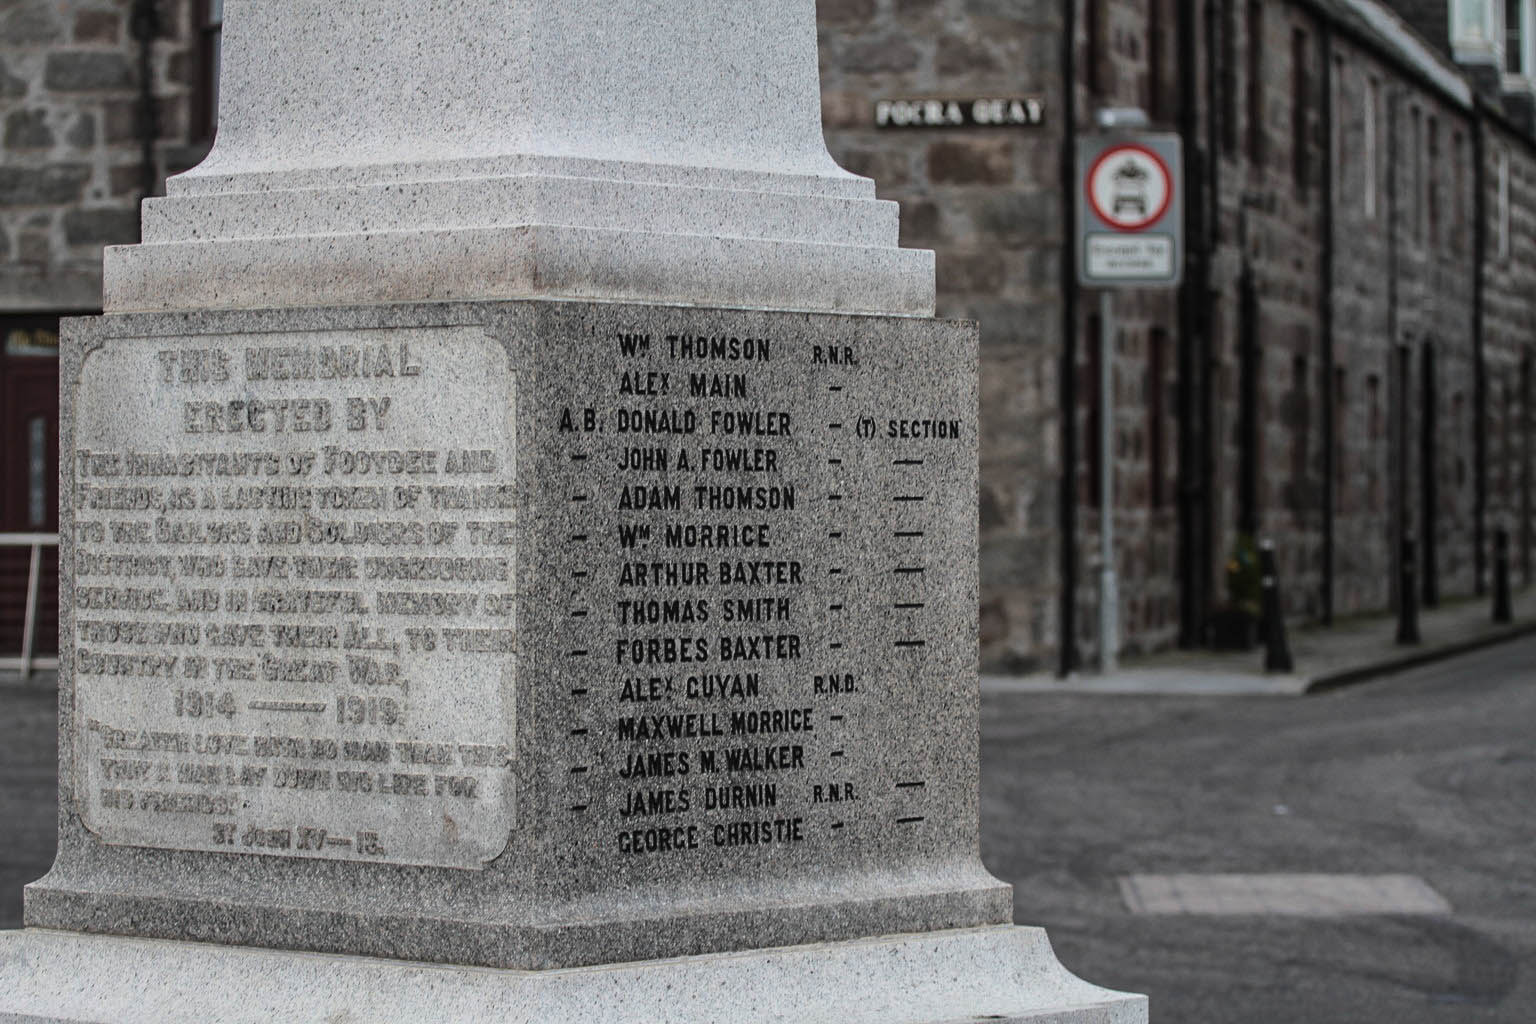 THIS MEMORIAL
ERECTED BY
THE INHABITANTS OF FOOTDEE AND
FRIENDS, AS A LASTING TOKEN OF THANKS
TO THE SAILORS AND SOLDIERS OF THE
DISTRICT, WHO GAVE THEIR UNGRUDGING
SERVICE, AND IN GRATEFUL MEMORY OF
THOSE WHO GAVE THEIR ALL, TO THEIR
COUNTRY IN THE GREAT WAR,
1914 — 1919.
"GREATER LOVE HATH NO MAN THAN THIS
THAT A MAN LAY DOWN HIS LIFE FOR
HIS FRIENDS."
ST JOHN XV—13.
WM THOMSON R.N.R.
ALEX MAIN -
A.B. DONALD FOWLER - (T). SECTION
- JOHN A. FOWLER - —
- ADAM THOMSON - —
- WM MORRICE - —
- ARTHUR BAXTER - —
- THOMAS SMITH - —
- FORBES BAXTER - —
- ALEX GUYAN R.N.D.
- MAXWELL MORRICE -
- JAMES M. WALKER -
- JAMES DURNIN R.N.R. —
GEORGE CHRISTIE - —
POCRA QUAY
Except for
access